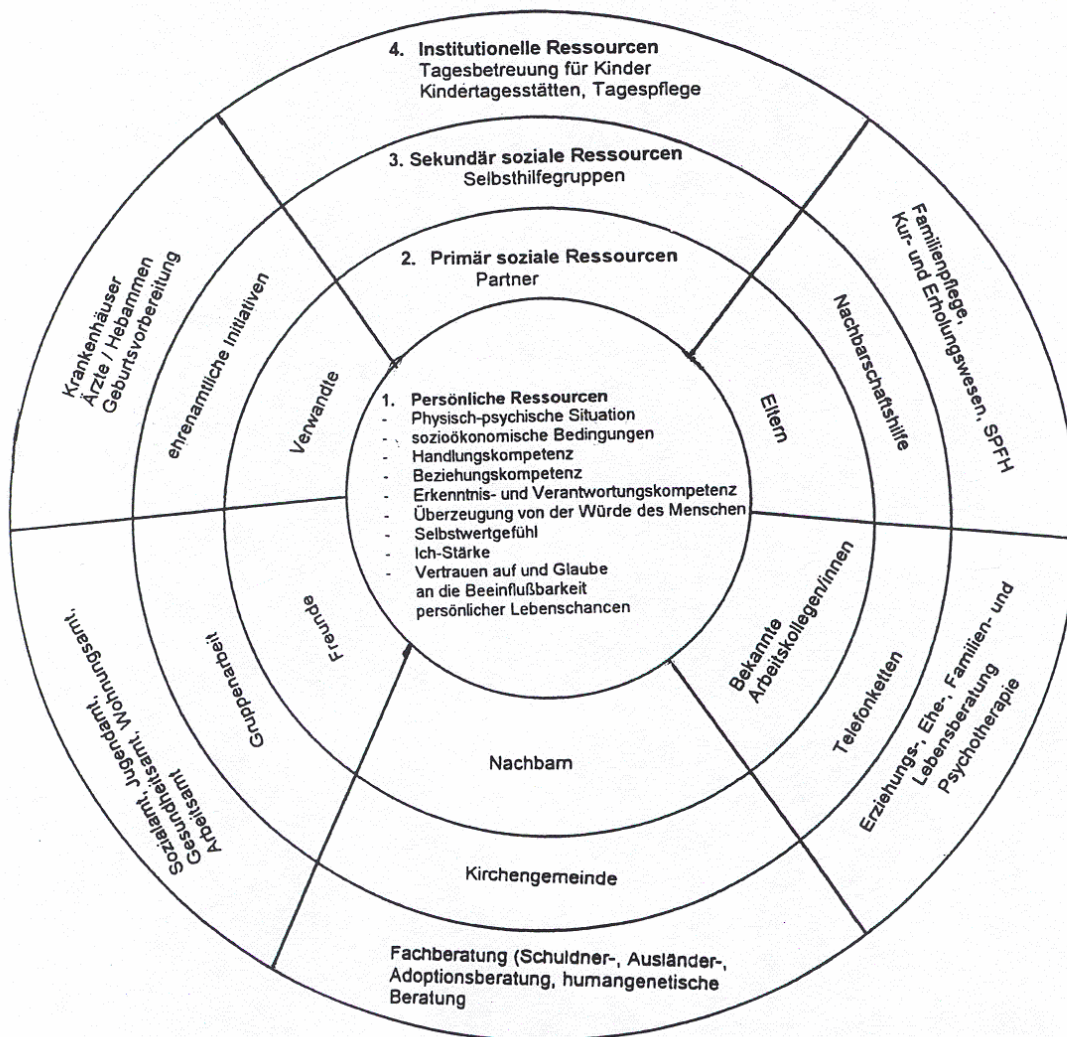 4. Institutionelle Ressourcen
Tagesbetreuung für Kinder
Kindertagesstätten, Tagespflege
3. Sekundär soziale Ressourcen
Selbsthilfegruppen
2. Primär soziale Ressourcen
Partner
1. Persönliche Ressourcen
- Physisch-psychische Situation
- sozioökonomische Bedingungen
- Handlungskompetenz
- Beziehungskompetenz
- Erkenntnis- und Verantwortungskompetenz
- Überzeugung von der Würde des Menschen
- Selbstwertgefühl
- Ich-Stärke
- Vertrauen auf und Glaube
an die Beeinflußbarkeit
persönlicher Lebenschancen
Familienpflege,
Kur- und Erholungswesen, SPFH
Nachbarschaftshilfe
Eltern
Erziehungs-, Ehe-, Familien- und
Lebensberatung
Psychotherapie
Telefonketten
Bekannte
Arbeitskollegen/innen
Nachbarn
Kirchengemeinde
Fachberatung (Schuldner-, Ausländer-,
Adoptionsberatung, humangenetische
Beratung
Sozialamt, Jugendamt, Wohnungsamt,
Gesundheitsamt
Arbeitsamt
Gruppenarbeit
Freunde
Krankenhäuser
Ärzte / Hebammen
Geburtsvorbereitung
ehrenamtliche Initiativen
Verwandte